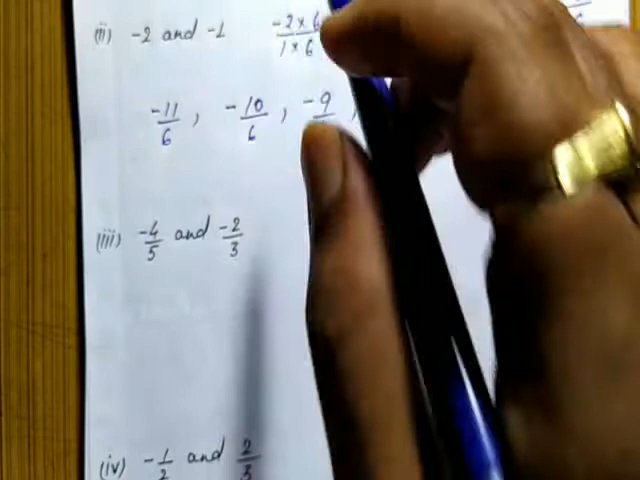 (ii) -2 and -1 -2 × 6 / 1 × 6
-11/6, -10/6, -9
(iii) -4/5 and -2/3
(iv) -1/2 and 2/3